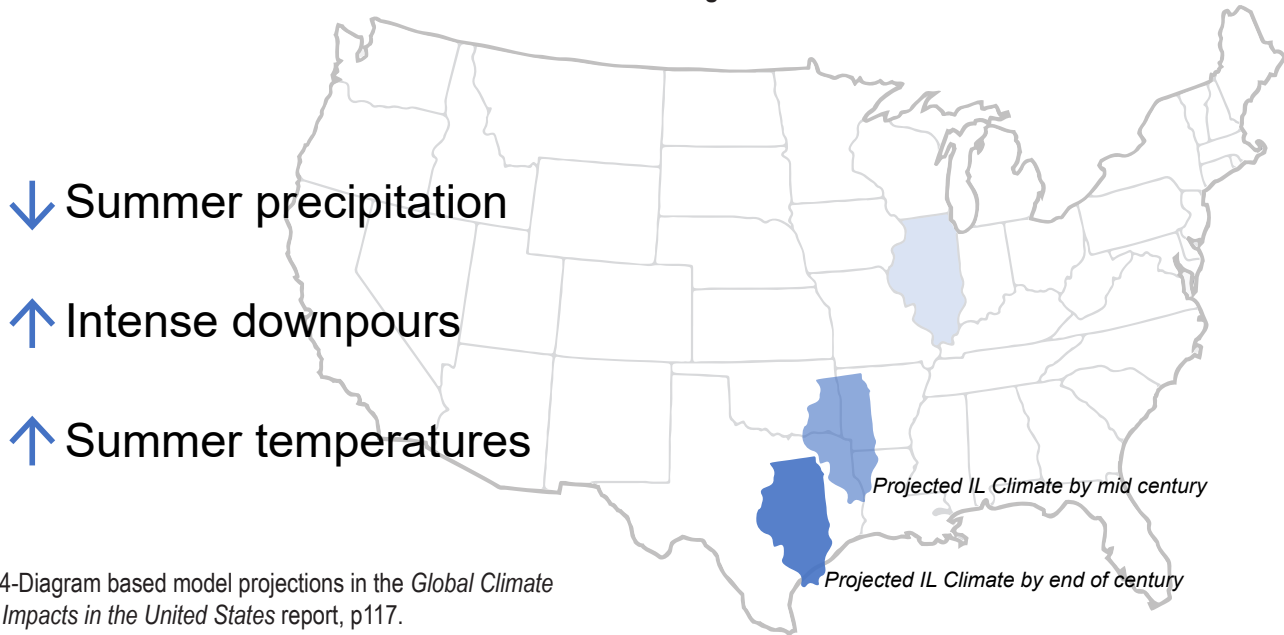 Summer precipitation
Intense downpours
Summer temperatures
Projected IL Climate by mid century
Projected IL Climate by end of century
4-Diagram based model projections in the Global Climate
Impacts in the United States report, p117.